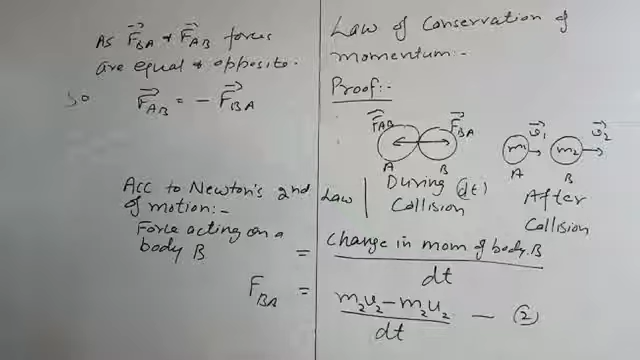 As F⃗BA & F⃗AB forces
are equal & opposite.
so F⃗AB = - F⃗BA
Law of Conservation of
momentum:-
Proof:-
F⃗AB F⃗BA
A B
During (dt)
Collision
m1 m2
v⃗1 v⃗2
A B
After
Collision
Acc to Newton's 2nd Law
of motion:-
Force acting on a
body B = change in mom of body B / dt
FBA = m2v2 - m2u2 / dt — (2)